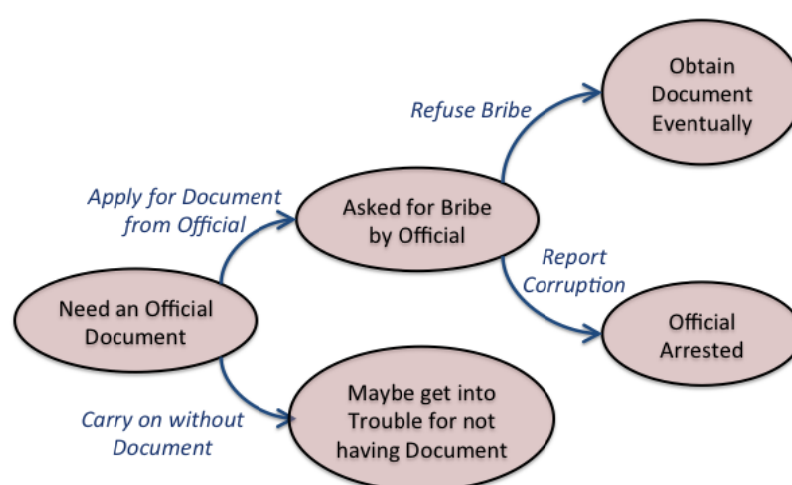 Obtain
Document
Eventually
Refuse Bribe
Apply for Document
from Official
Asked for Bribe
by Official
Report
Corruption
Need an Official
Document
Official
Arrested
Carry on without
Document
Maybe get into
Trouble for not
having Document